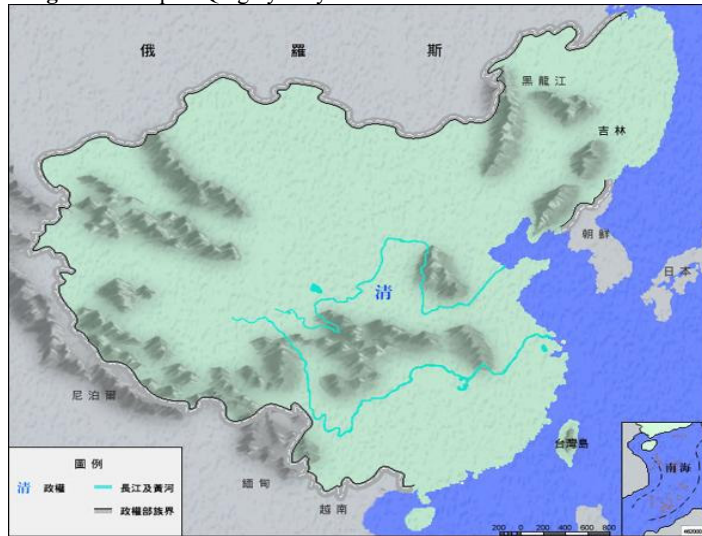 俄 羅 斯
黑龍江
吉林
朝鮮
日本
清
尼泊爾
台灣島
緬甸
越南
圖例
清 政權
長江及黃河
政權部族界
南海
200 0 200 400 600 800